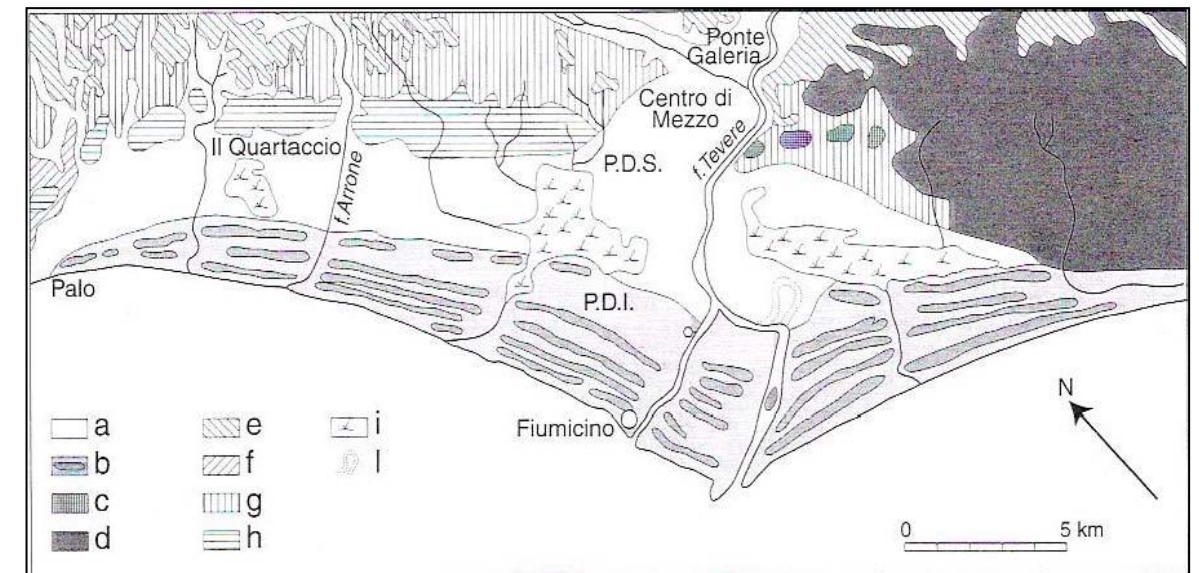 Ponte
Galeria
Centro di
Mezzo
Il Quartaccio
P.D.S.
f.Arrone
f.Tevere
Palo
P.D.I.
Fiumicino
N
a
b
c
d
e
f
g
h
i
l
0 5 km